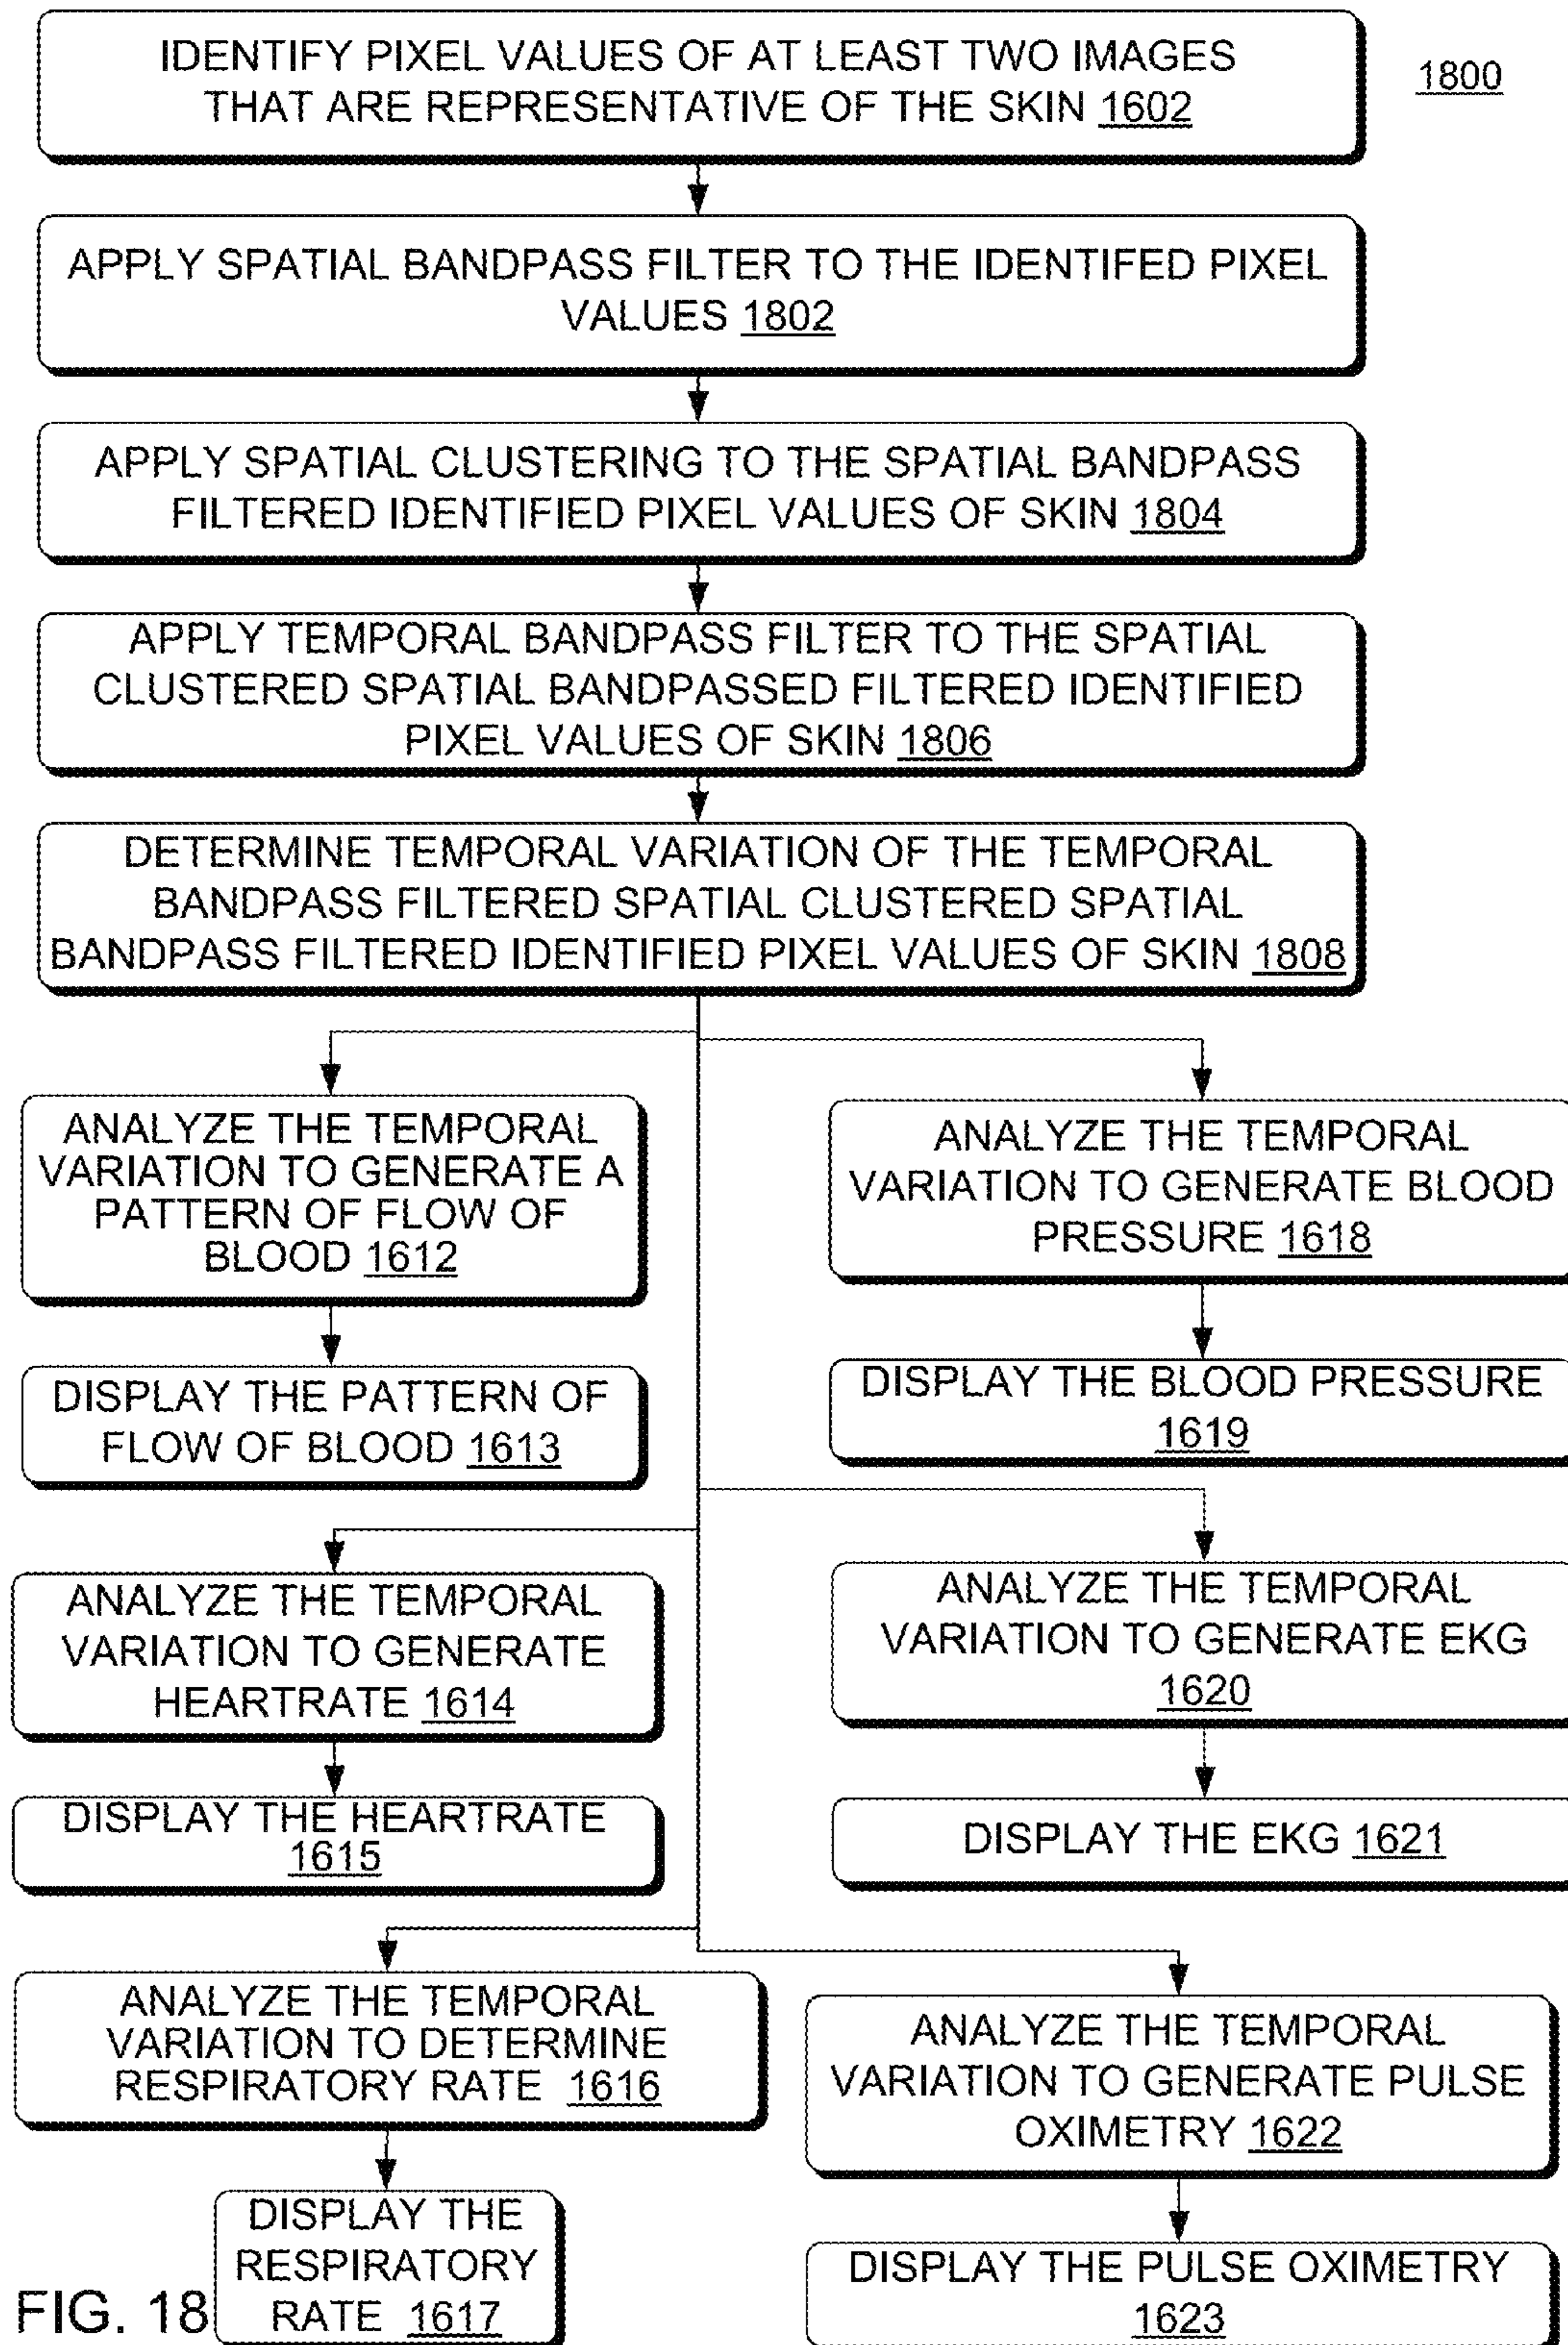 IDENTIFY PIXEL VALUES OF AT LEAST TWO IMAGES
THAT ARE REPRESENTATIVE OF THE SKIN 1602
1800
APPLY SPATIAL BANDPASS FILTER TO THE IDENTIFED PIXEL
VALUES 1802
APPLY SPATIAL CLUSTERING TO THE SPATIAL BANDPASS
FILTERED IDENTIFIED PIXEL VALUES OF SKIN 1804
APPLY TEMPORAL BANDPASS FILTER TO THE SPATIAL
CLUSTERED SPATIAL BANDPASSED FILTERED IDENTIFIED
PIXEL VALUES OF SKIN 1806
DETERMINE TEMPORAL VARIATION OF THE TEMPORAL
BANDPASS FILTERED SPATIAL CLUSTERED SPATIAL
BANDPASS FILTERED IDENTIFIED PIXEL VALUES OF SKIN 1808
ANALYZE THE TEMPORAL
VARIATION TO GENERATE A
PATTERN OF FLOW OF
BLOOD 1612
ANALYZE THE TEMPORAL
VARIATION TO GENERATE BLOOD
PRESSURE 1618
DISPLAY THE PATTERN OF
FLOW OF BLOOD 1613
DISPLAY THE BLOOD PRESSURE
1619
ANALYZE THE TEMPORAL
VARIATION TO GENERATE
HEARTRATE 1614
ANALYZE THE TEMPORAL
VARIATION TO GENERATE EKG
1620
DISPLAY THE HEARTRATE
1615
DISPLAY THE EKG 1621
ANALYZE THE TEMPORAL
VARIATION TO DETERMINE
RESPIRATORY RATE 1616
ANALYZE THE TEMPORAL
VARIATION TO GENERATE PULSE
OXIMETRY 1622
DISPLAY THE
RESPIRATORY
RATE 1617
DISPLAY THE PULSE OXIMETRY
1623
FIG. 18